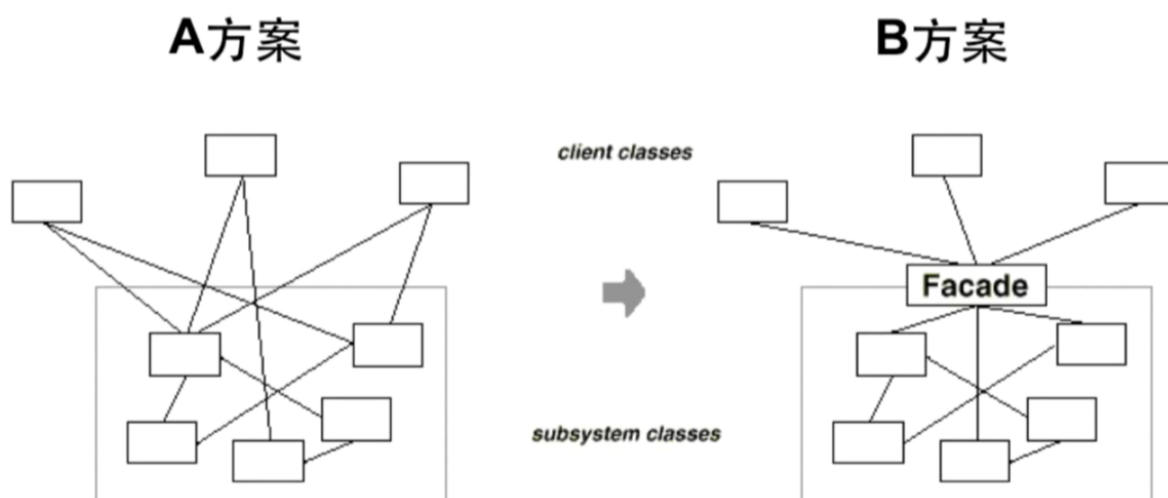 A方案
B方案
client classes
Facade
subsystem classes